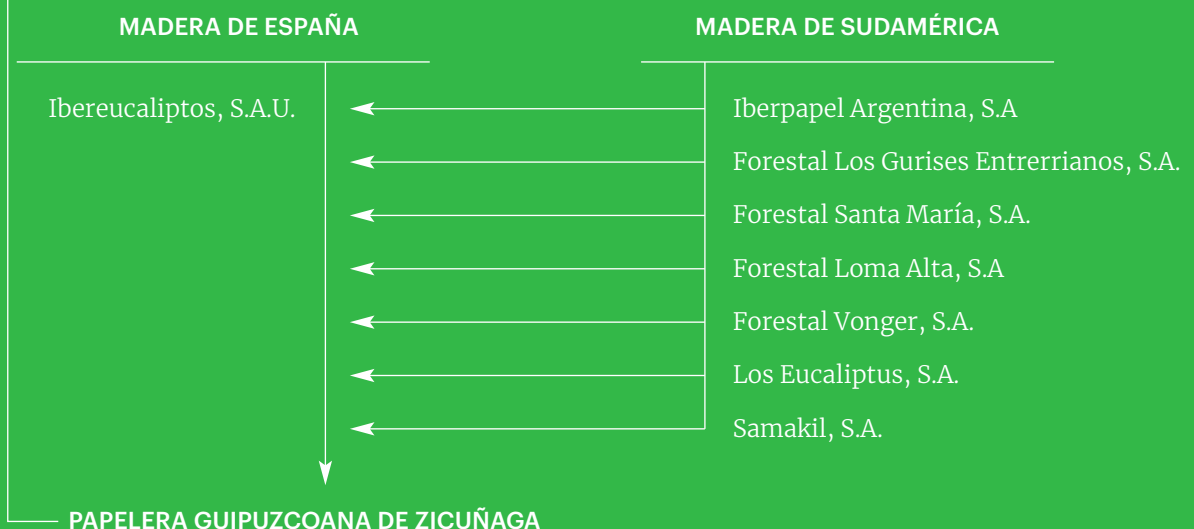 MADERA DE ESPAÑA
Ibereucaliptos, S.A.U.
MADERA DE SUDAMÉRICA
Iberpapel Argentina, S.A
Forestal Los Gurises Entrerrianos, S.A.
Forestal Santa María, S.A.
Forestal Loma Alta, S.A
Forestal Vonger, S.A.
Los Eucaliptus, S.A.
Samakil, S.A.
PAPELERA GUIPUZCOANA DE ZICUÑAGA